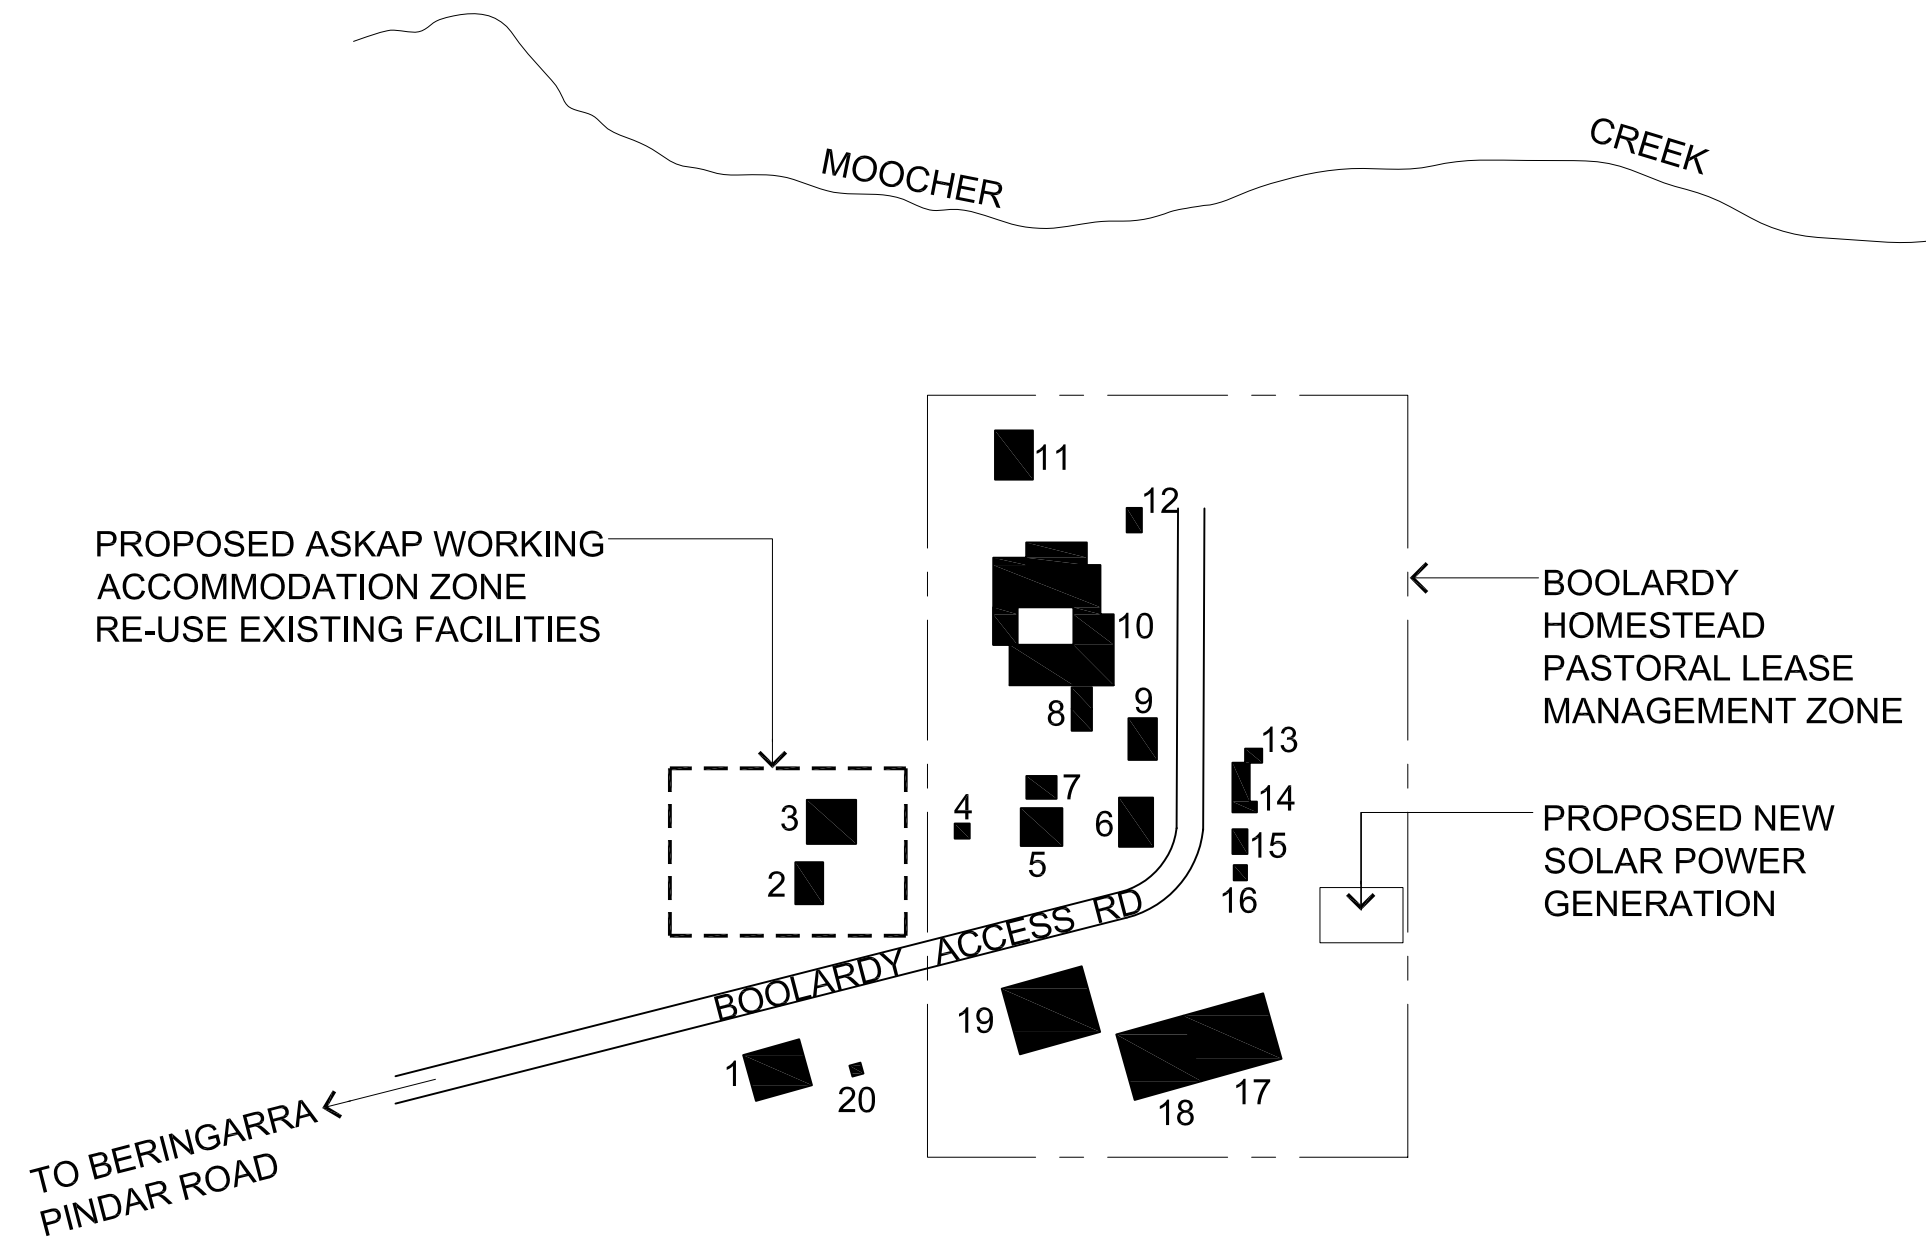 MOOCHER
CREEK
11
12
PROPOSED ASKAP WORKING
ACCOMMODATION ZONE
RE-USE EXISTING FACILITIES
BOOLARDY
HOMESTEAD
PASTORAL LEASE
MANAGEMENT ZONE
10
8
9
13
7
14
4
3
6
5
15
2
16
PROPOSED NEW
SOLAR POWER
GENERATION
BOOLARDY ACCESS RD
19
1
20
18
17
TO BERINGARRA
PINDAR ROAD